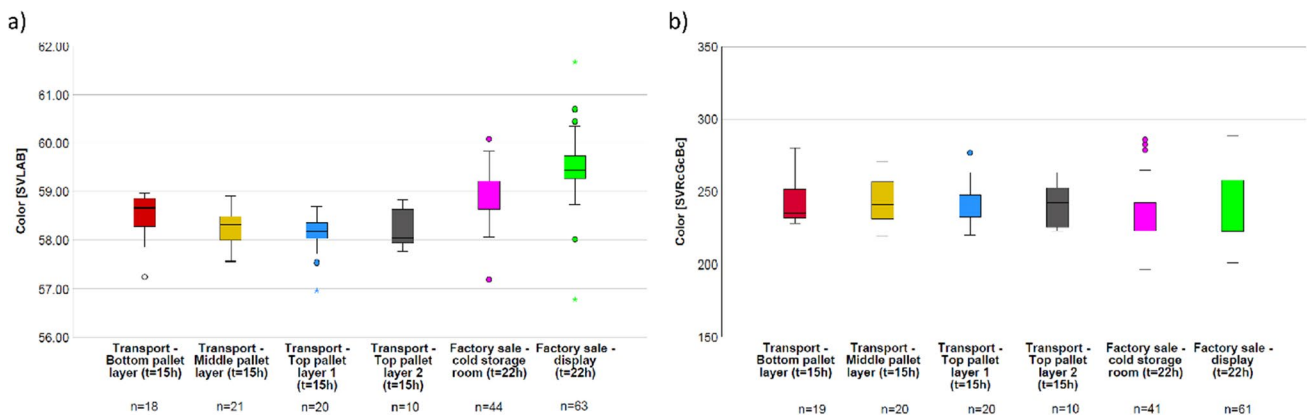 a)
62.00
61.00
60.00
59.00
58.00
57.00
56.00
Color [SVLAB]
Transport -
Bottom pallet
layer (t=15h)
Transport -
Middle pallet
layer (t=15h)
Transport -
Top pallet
layer 1
(t=15h)
Transport -
Top pallet
layer 2
(t=15h)
Factory sale -
cold storage
room (t=22h)
Factory sale -
display
(t=22h)
n=18
n=21
n=20
n=10
n=44
n=63
b)
350
300
250
200
150
Color [SVRcGcBc]
Transport -
Bottom pallet
layer (t=15h)
Transport -
Middle pallet
layer (t=15h)
Transport -
Top pallet
layer 1
(t=15h)
Transport -
Top pallet
layer 2
(t=15h)
Factory sale -
cold storage
room (t=22h)
Factory sale -
display
(t=22h)
n=19
n=20
n=20
n=10
n=41
n=61